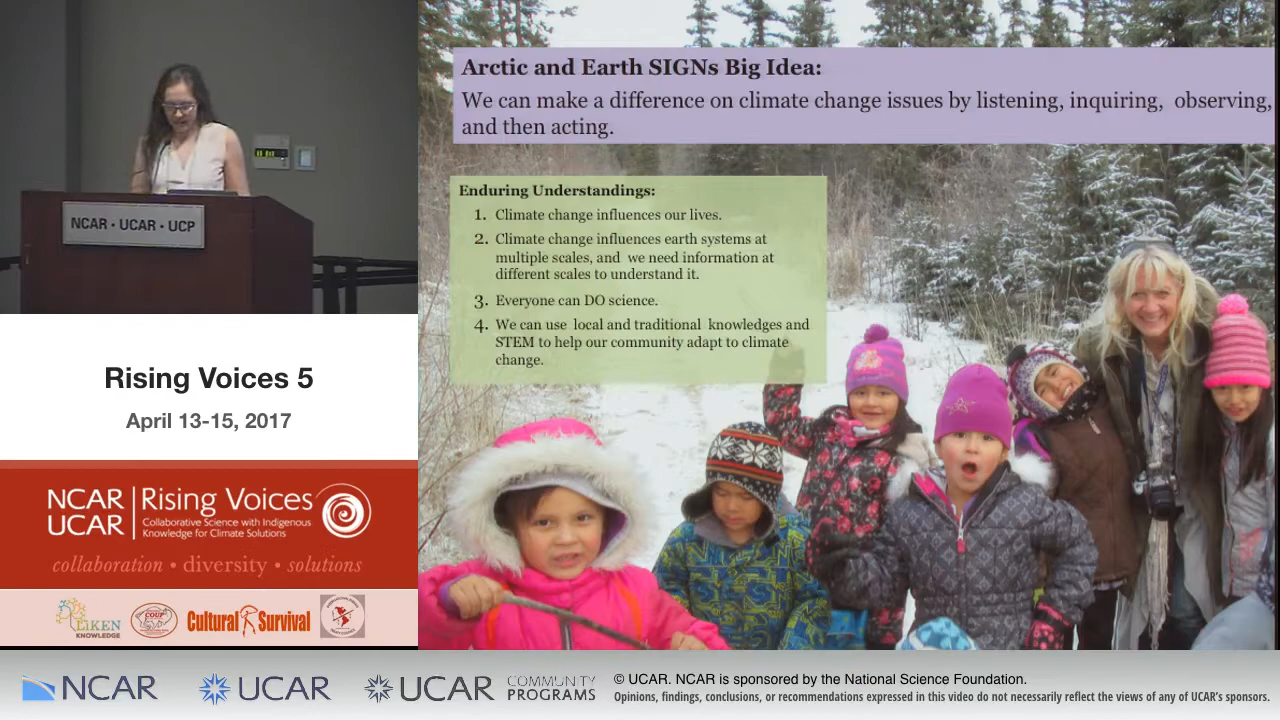 Arctic and Earth SIGNs Big Idea:
We can make a difference on climate change issues by listening, inquiring, observing,
and then acting.
Enduring Understandings:
1. Climate change influences our lives.
2. Climate change influences earth systems at
multiple scales, and we need information at
different scales to understand it.
3. Everyone can DO science.
4. We can use local and traditional knowledges and
STEM to help our community adapt to climate
change.
NCAR • UCAR • UCP
Rising Voices 5
April 13-15, 2017
NCAR
UCAR
Rising Voices
Collaborative Science with Indigenous
Knowledge for Climate Solutions
collaboration • diversity • solutions
LiKEN
KNOWLEDGE
Cultural Survival
NCAR
UCAR
UCAR
COMMUNITY
PROGRAMS
© UCAR. NCAR is sponsored by the National Science Foundation.
Opinions, findings, conclusions, or recommendations expressed in this video do not necessarily reflect the views of any of UCAR's sponsors.